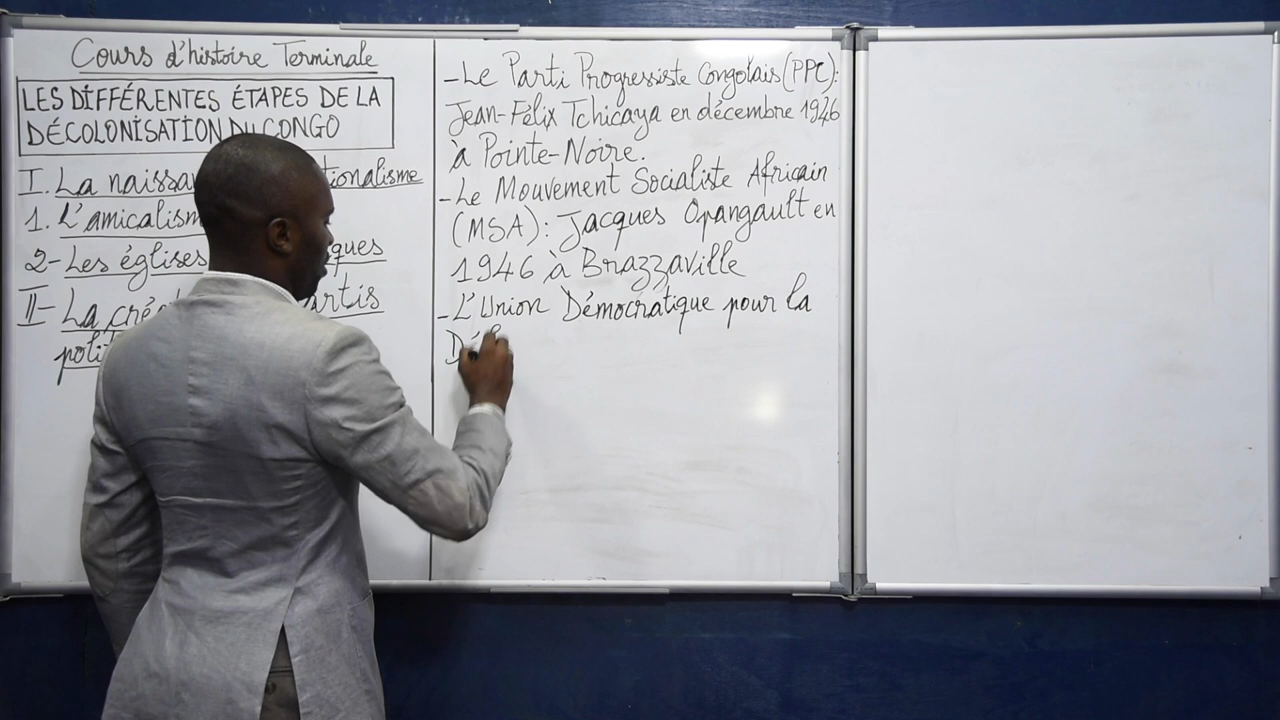 Cours d'histoire Terminale
LES DIFFÉRENTES ÉTAPES DE LA
DÉCOLONISATION DU CONGO
I. La naissan tionalisme
1. L'amicalism
2- Les églises ques
II- La cré artis
polit
-Le Parti Progressiste Congolais (PPC):
Jean-Félix Tchicaya en décembre 1946
à Pointe-Noire.
-Le Mouvement Socialiste Africain
(MSA): Jacques Opangault en
1946 à Brazzaville
-L'Union Démocratique pour la